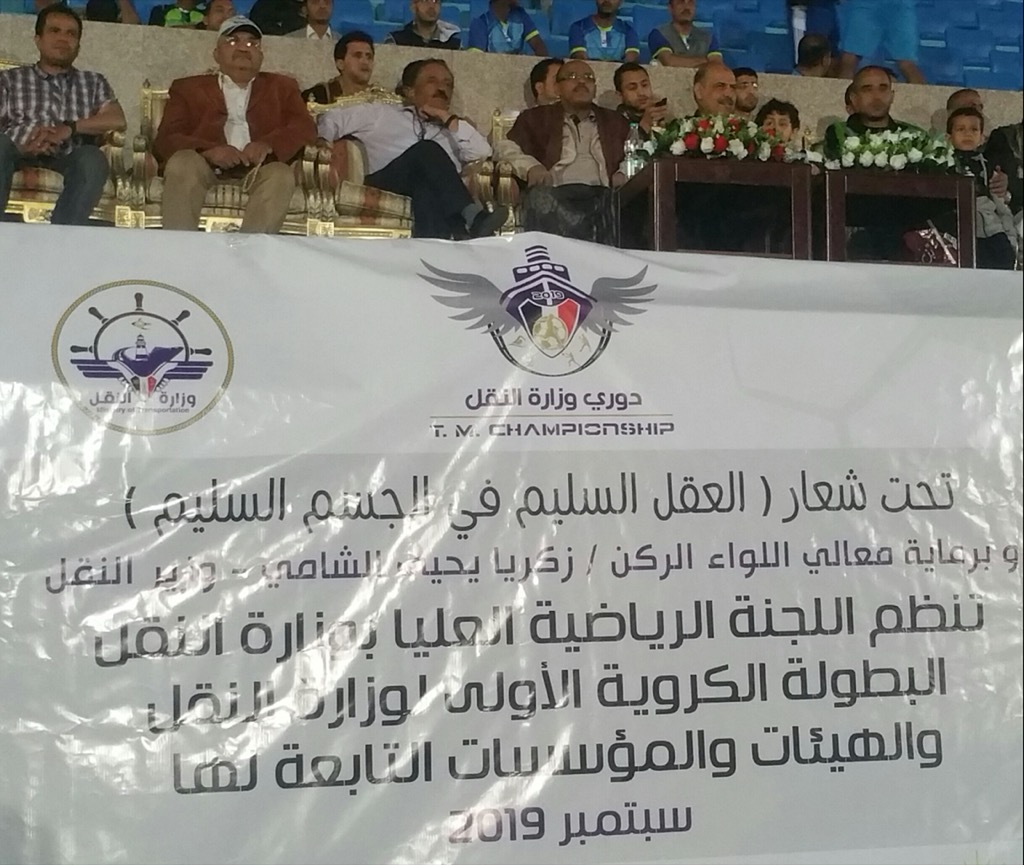 2019
دوري وزارة النقل
T. M. CHAMPIONSHIP
وزارة النقل
Ministry of Transportation
تحت شعار ( العقل السليم في الجسم السليم )
و برعاية معالي اللواء الركن / زكريا يحيى الشامي - وزير النقل
تنظم اللجنة الرياضية العليا بوزارة النقل
البطولة الكروية الأولى لوزارة النقل
والهيئات والمؤسسات التابعة لها
سبتمبر 2019